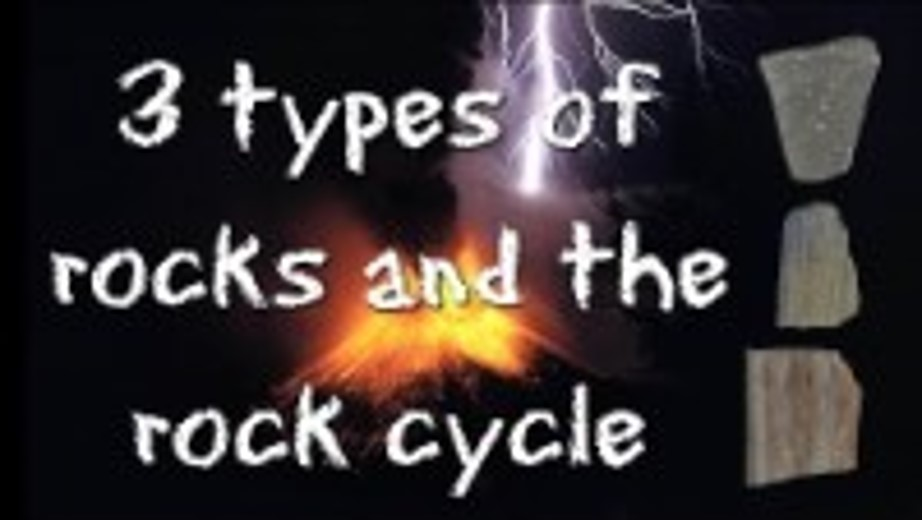 3 types of
rocks and the
rock cycle